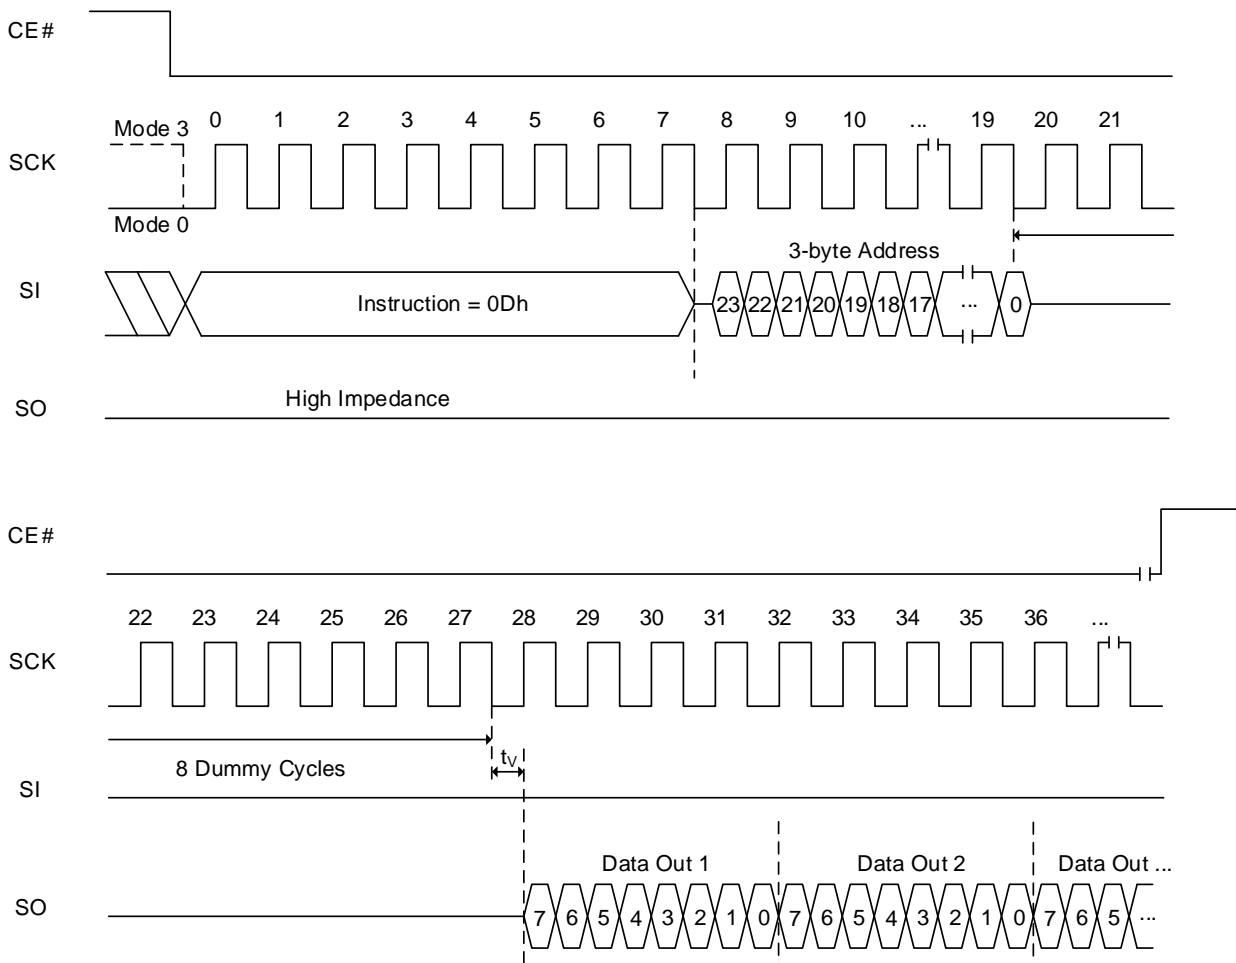 CE#
0 1 2 3 4 5 6 7 8 9 10 ... 19 20 21
Mode 3
SCK
Mode 0
3-byte Address
SI
Instruction = 0Dh
23 22 21 20 19 18 17 ... 0
High Impedance
SO
CE#
22 23 24 25 26 27 28 29 30 31 32 33 34 35 36 ...
SCK
tV
8 Dummy Cycles
SI
Data Out 1 Data Out 2 Data Out ...
SO
7 6 5 4 3 2 1 0 7 6 5 4 3 2 1 0 7 6 5 ...